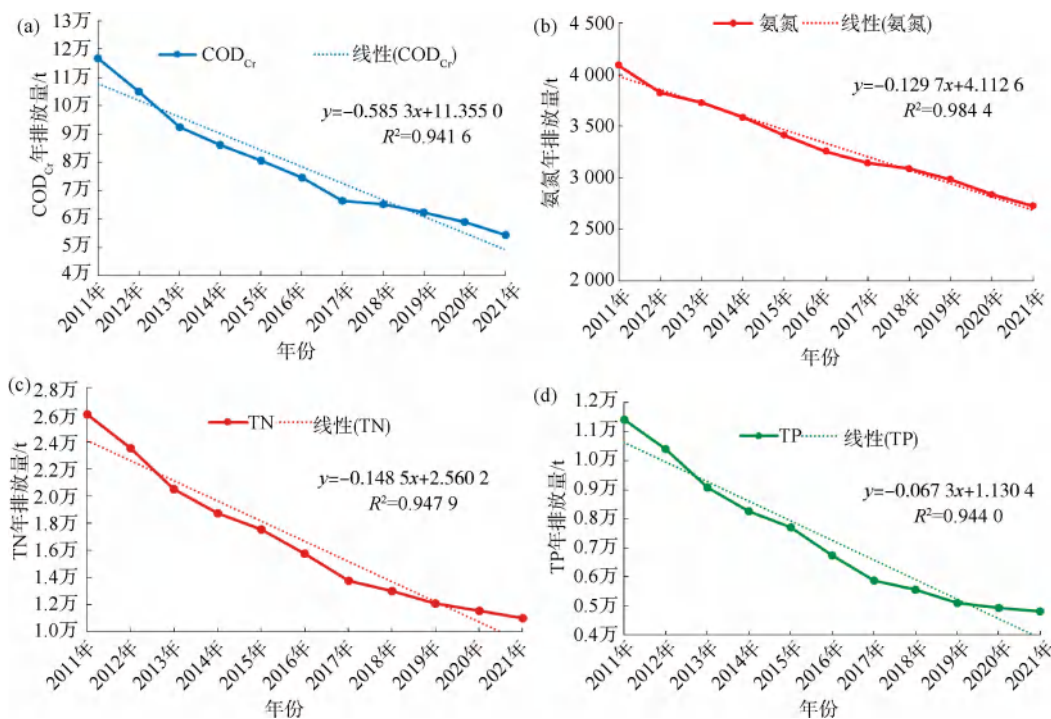 (a)
13万
12万
11万
10万
9万
8万
7万
6万
5万
4万
COD_Cr年排放量/t
COD_Cr
线性(COD_Cr)
y=-0.585 3x+11.355 0
R²=0.941 6
2011年
2012年
2013年
2014年
2015年
2016年
2017年
2018年
2019年
2020年
2021年
年份
(b)
4 500
4 000
3 500
3 000
2 500
2 000
氨氮年排放量/t
氨氮
线性(氨氮)
y=-0.129 7x+4.112 6
R²=0.984 4
2011年
2012年
2013年
2014年
2015年
2016年
2017年
2018年
2019年
2020年
2021年
年份
(c)
2.8万
2.6万
2.4万
2.2万
2.0万
1.8万
1.6万
1.4万
1.2万
1.0万
TN年排放量/t
TN
线性(TN)
y=-0.148 5x+2.560 2
R²=0.947 9
2011年
2012年
2013年
2014年
2015年
2016年
2017年
2018年
2019年
2020年
2021年
年份
(d)
1.2万
1.1万
1.0万
0.9万
0.8万
0.7万
0.6万
0.5万
0.4万
TP年排放量/t
TP
线性(TP)
y=-0.067 3x+1.130 4
R²=0.944 0
2011年
2012年
2013年
2014年
2015年
2016年
2017年
2018年
2019年
2020年
2021年
年份